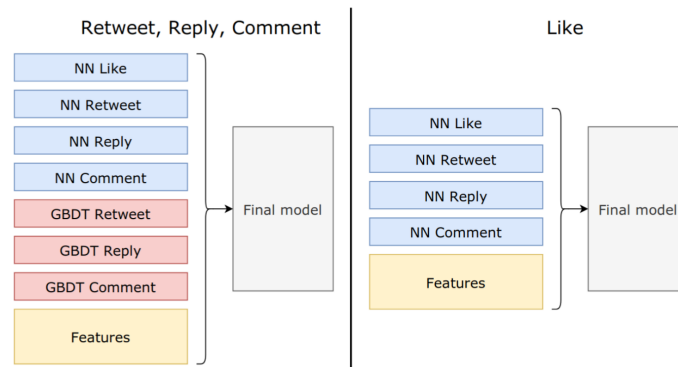 Retweet, Reply, Comment
NN Like
NN Retweet
NN Reply
NN Comment
GBDT Retweet
GBDT Reply
GBDT Comment
Features
Final model
Like
NN Like
NN Retweet
NN Reply
NN Comment
Features
Final model